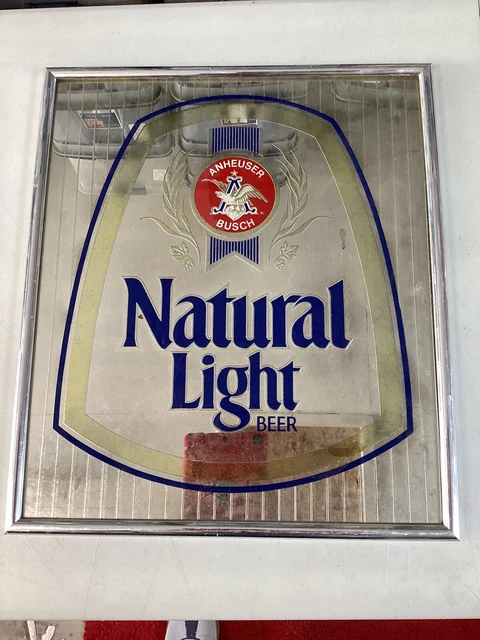 ANHEUSER
BUSCH
Natural
Light
BEER